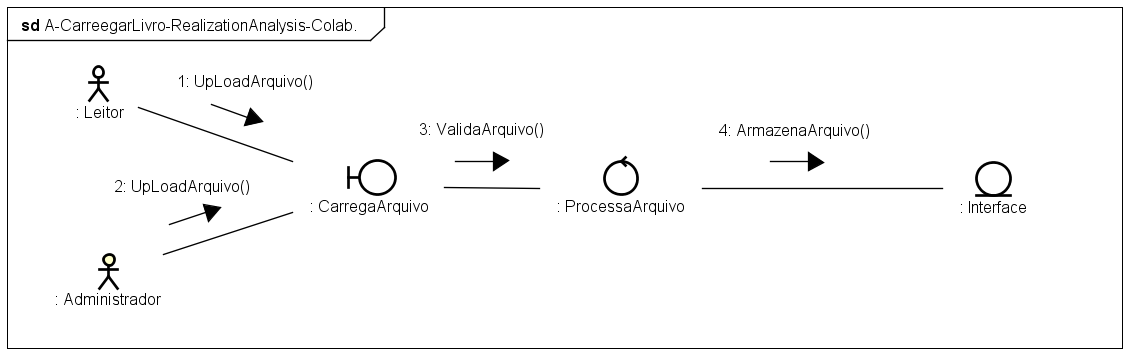 sd A-CarreegarLivro-RealizationAnalysis-Colab.
1: UpLoadArquivo()
: Leitor
3: ValidaArquivo()
4: ArmazenaArquivo()
2: UpLoadArquivo()
: CarregaArquivo
: ProcessaArquivo
: Interface
: Administrador